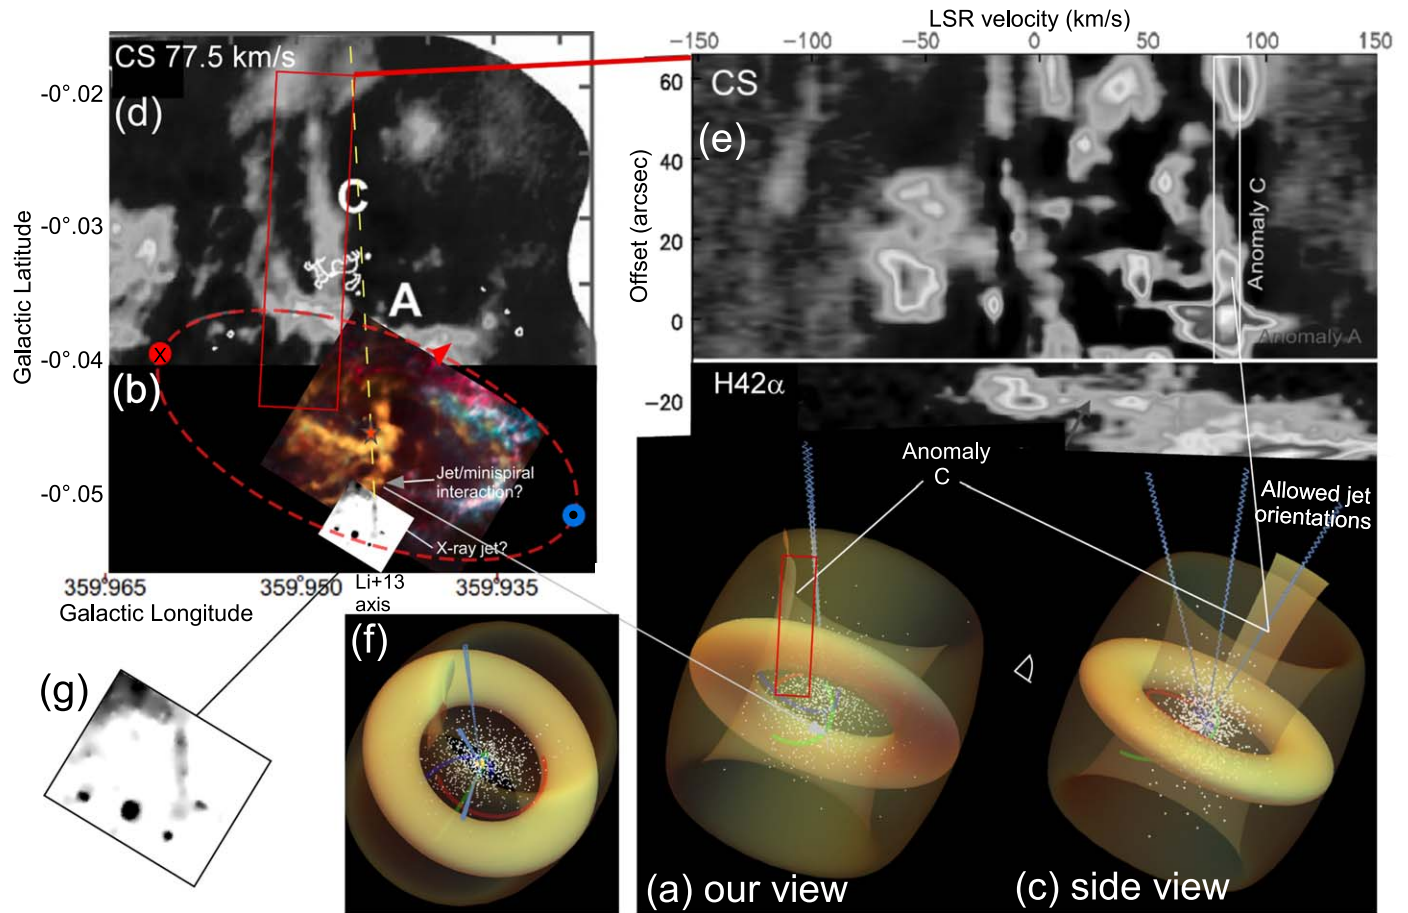 LSR velocity (km/s)
−150
−100
−50
0
50
100
150
CS 77.5 km/s
(d)
-0°.02
-0°.03
-0°.04
-0°.05
Galactic Latitude
C
A
X
(b)
Jet/minispiral
interaction?
X-ray jet?
359.965
359.950
359.935
Galactic Longitude
Li+13
axis
CS
(e)
60
40
20
0
−20
Offset (arcsec)
Anomaly C
Anomaly A
H42α
Anomaly
C
Allowed jet
orientations
(f)
(g)
(a) our view
(c) side view